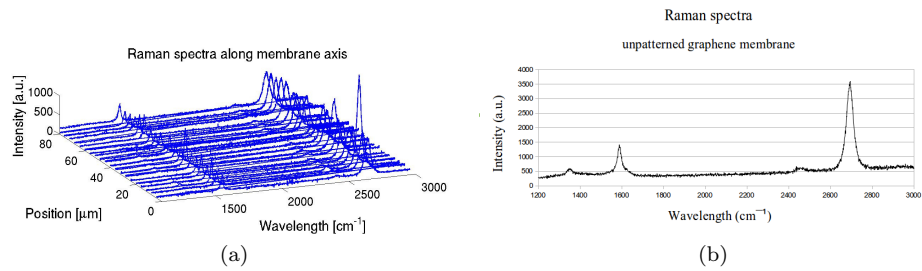 (a)
Raman spectra along membrane axis
Intensity [a.u.]
1000
500
0
80
60
40
20
0
Position [µm]
1500
2000
2500
3000
Wavelength [cm⁻¹]
(b)
Raman spectra
unpatterned graphene membrane
Intensity (a.u.)
4000
3500
3000
2500
2000
1500
1000
500
0
1200
1400
1600
1800
2000
2200
2400
2600
2800
3000
Wavelength (cm⁻¹)
(a)
(b)